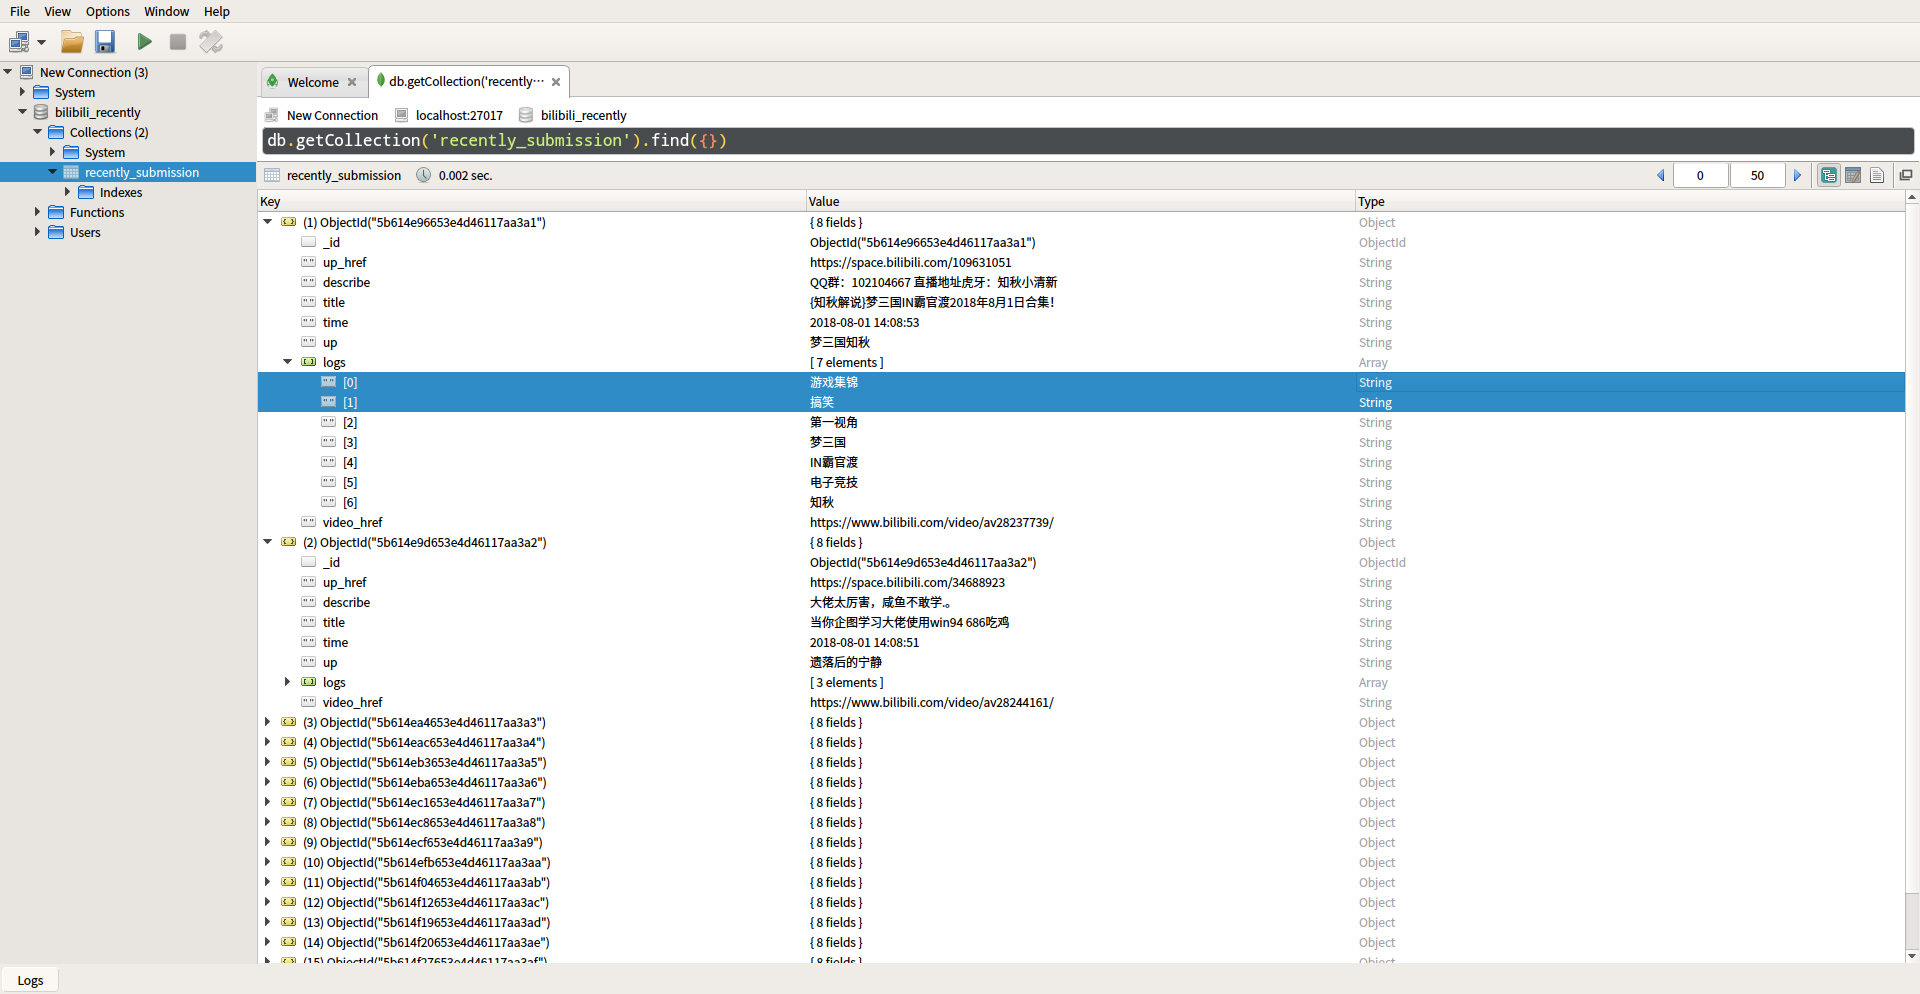 File View Options Window Help
New Connection (3)
System
bilibili_recently
Collections (2)
System
recently_submission
Indexes
Functions
Users
Welcome db.getCollection('recently···
New Connection localhost:27017 bilibili_recently
db.getCollection('recently_submission').find({})
recently_submission 0.002 sec. 0 50
Key Value Type
(1) ObjectId("5b614e96653e4d46117aa3a1") { 8 fields } Object
_id ObjectId("5b614e96653e4d46117aa3a1") ObjectId
up_href https://space.bilibili.com/109631051 String
describe QQ群：102104667 直播地址虎牙：知秋小清新 String
title {知秋解说}梦三国IN霸官渡2018年8月1日合集！ String
time 2018-08-01 14:08:53 String
up 梦三国知秋 String
logs [ 7 elements ] Array
[0] 游戏集锦 String
[1] 搞笑 String
[2] 第一视角 String
[3] 梦三国 String
[4] IN霸官渡 String
[5] 电子竞技 String
[6] 知秋 String
video_href https://www.bilibili.com/video/av28237739/ String
(2) ObjectId("5b614e9d653e4d46117aa3a2") { 8 fields } Object
_id ObjectId("5b614e9d653e4d46117aa3a2") ObjectId
up_href https://space.bilibili.com/34688923 String
describe 大佬太厉害，咸鱼不敢学.。 String
title 当你企图学习大佬使用win94 686吃鸡 String
time 2018-08-01 14:08:51 String
up 遗落后的宁静 String
logs [ 3 elements ] Array
video_href https://www.bilibili.com/video/av28244161/ String
(3) ObjectId("5b614ea4653e4d46117aa3a3") { 8 fields } Object
(4) ObjectId("5b614eac653e4d46117aa3a4") { 8 fields } Object
(5) ObjectId("5b614eb3653e4d46117aa3a5") { 8 fields } Object
(6) ObjectId("5b614eba653e4d46117aa3a6") { 8 fields } Object
(7) ObjectId("5b614ec1653e4d46117aa3a7") { 8 fields } Object
(8) ObjectId("5b614ec8653e4d46117aa3a8") { 8 fields } Object
(9) ObjectId("5b614ecf653e4d46117aa3a9") { 8 fields } Object
(10) ObjectId("5b614efb653e4d46117aa3aa") { 8 fields } Object
(11) ObjectId("5b614f04653e4d46117aa3ab") { 8 fields } Object
(12) ObjectId("5b614f12653e4d46117aa3ac") { 8 fields } Object
(13) ObjectId("5b614f19653e4d46117aa3ad") { 8 fields } Object
(14) ObjectId("5b614f20653e4d46117aa3ae") { 8 fields } Object
(15) ObjectId("5b614f27653e4d46117aa3af") { 8 fields } Object
Logs